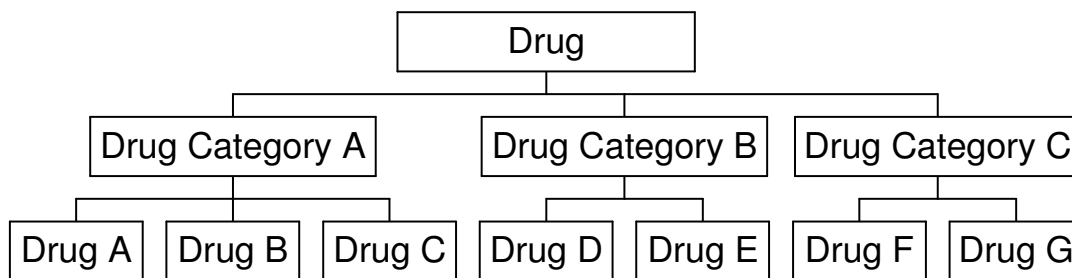 Drug
Drug Category A
Drug Category B
Drug Category C
Drug A
Drug B
Drug C
Drug D
Drug E
Drug F
Drug G